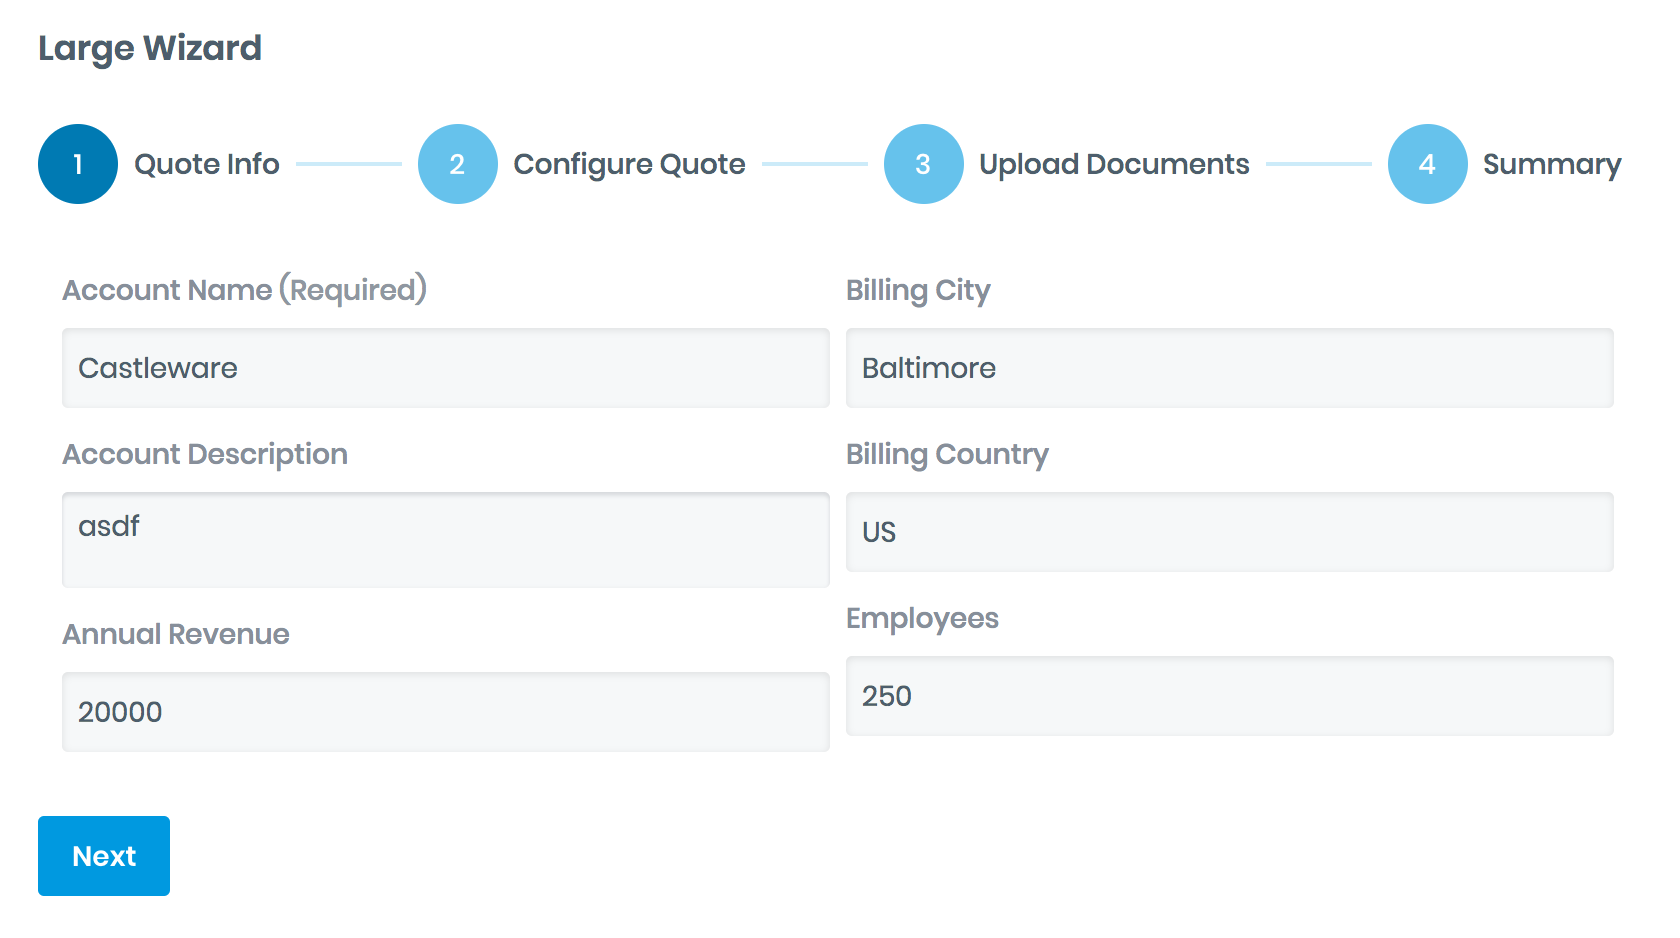 Large Wizard
1 Quote Info 2 Configure Quote 3 Upload Documents 4 Summary
Account Name (Required)
Castleware
Account Description
asdf
Annual Revenue
20000
Billing City
Baltimore
Billing Country
US
Employees
250
Next